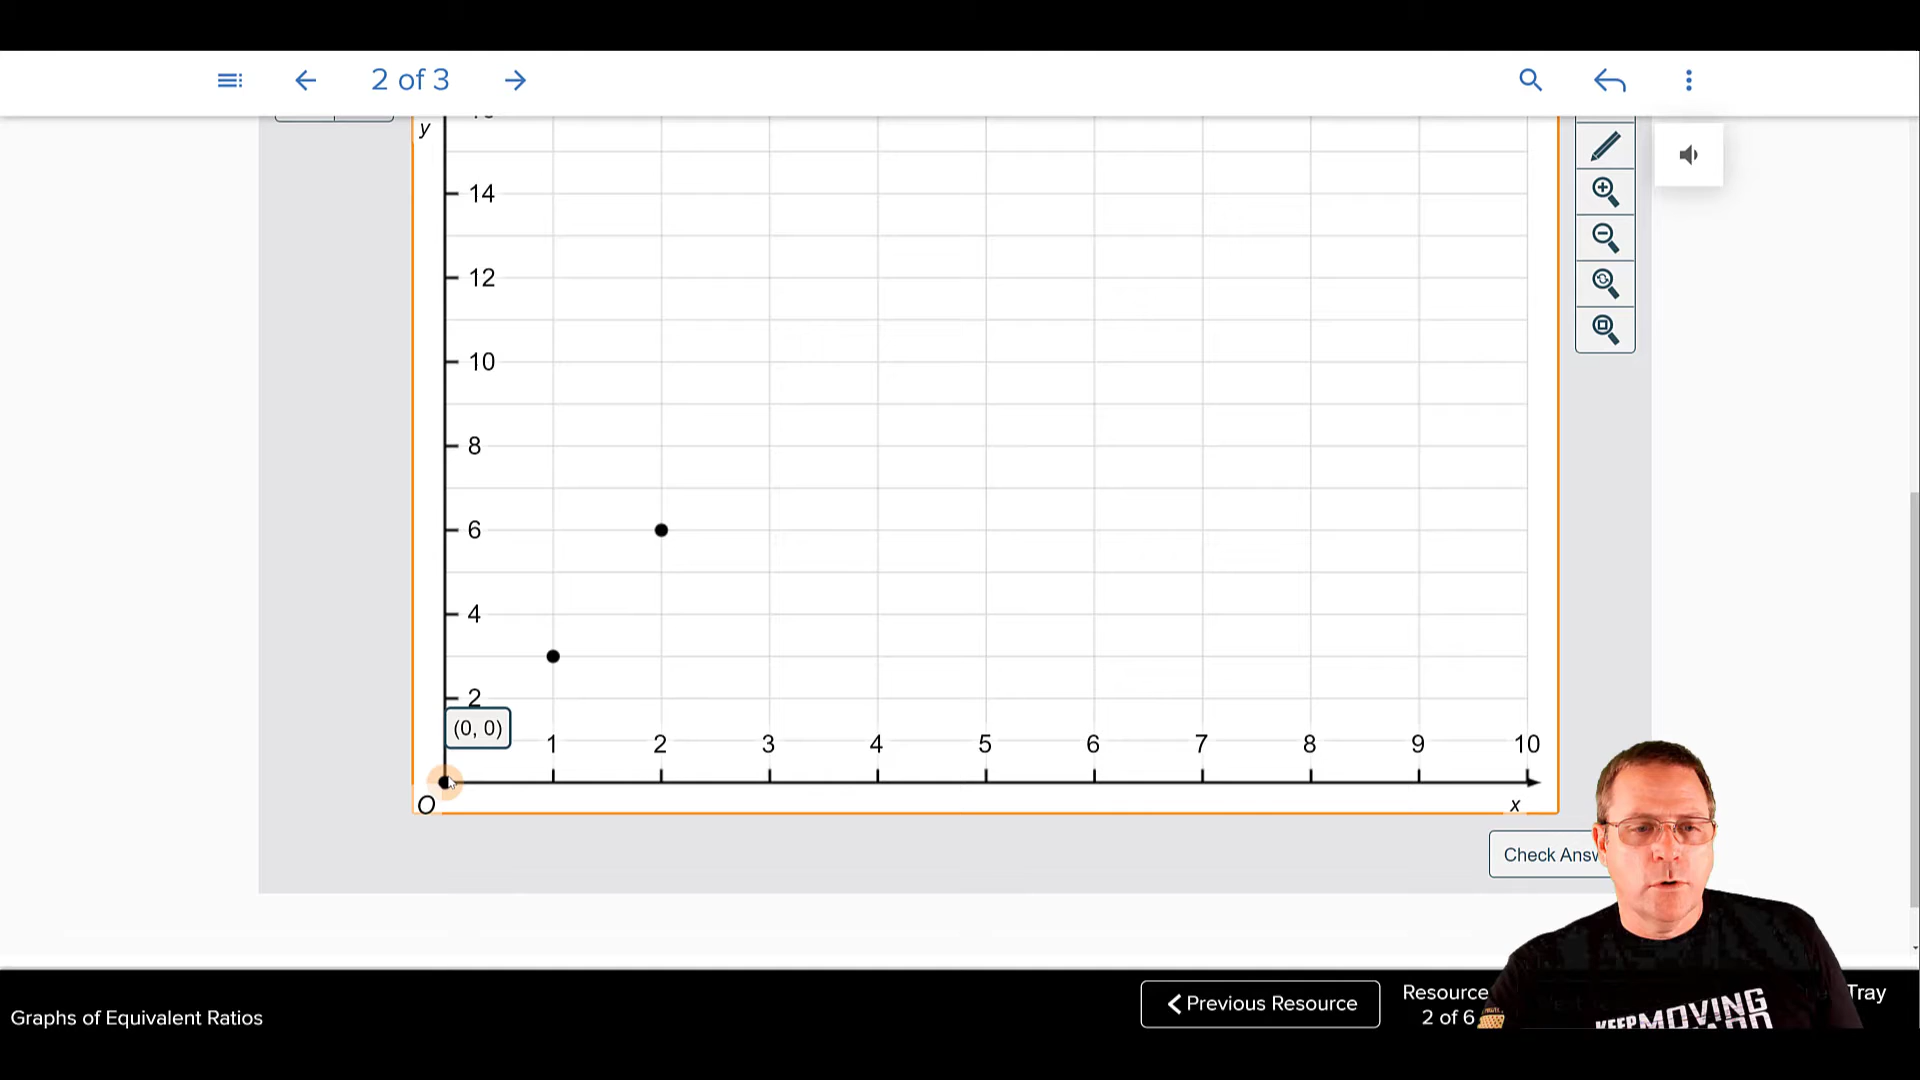 2 of 3
y
14
12
10
8
6
4
2
(0, 0)
1 2 3 4 5 6 7 8 9 10
O
x
Check Answ
Graphs of Equivalent Ratios
Previous Resource
Resource
2 of 6
Tray
KEEP MOVING